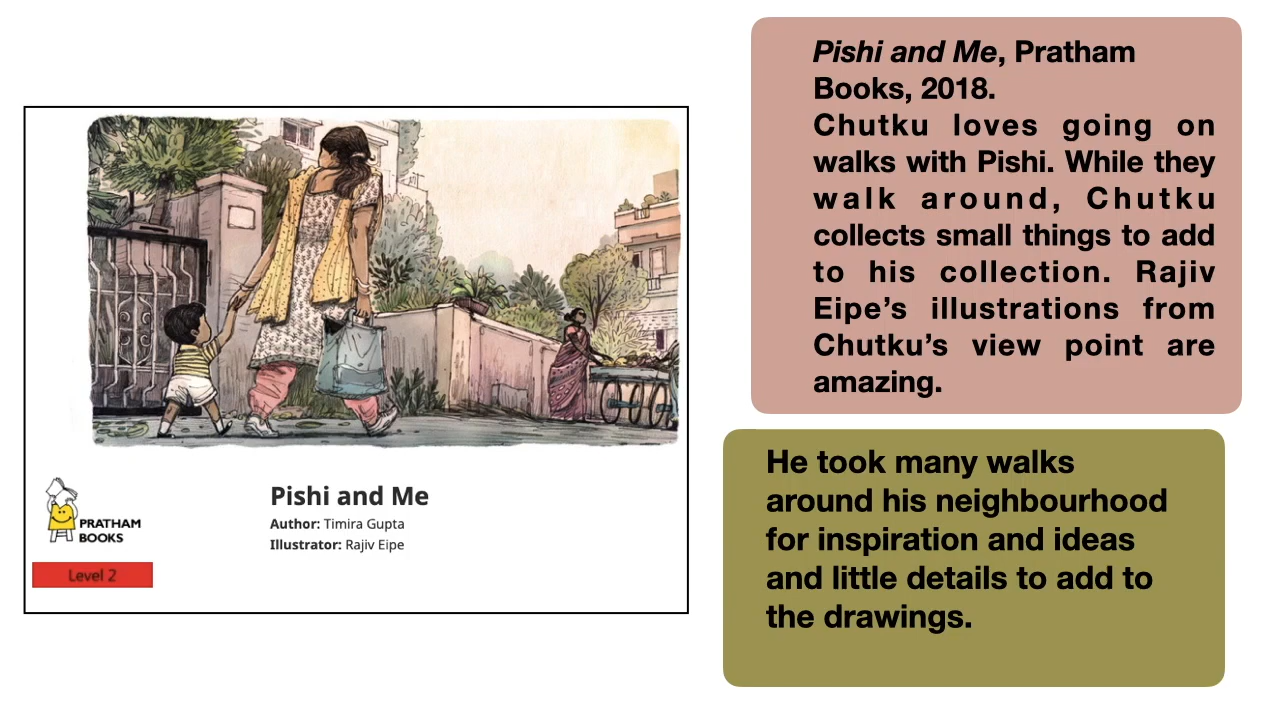 Pishi and Me, Pratham
Books, 2018.
Chutku loves going on
walks with Pishi. While they
walk around, Chutku
collects small things to add
to his collection. Rajiv
Eipe’s illustrations from
Chutku’s view point are
amazing.
He took many walks
around his neighbourhood
for inspiration and ideas
and little details to add to
the drawings.
Pishi and Me
Author: Timira Gupta
Illustrator: Rajiv Eipe
PRATHAM
BOOKS
Level 2